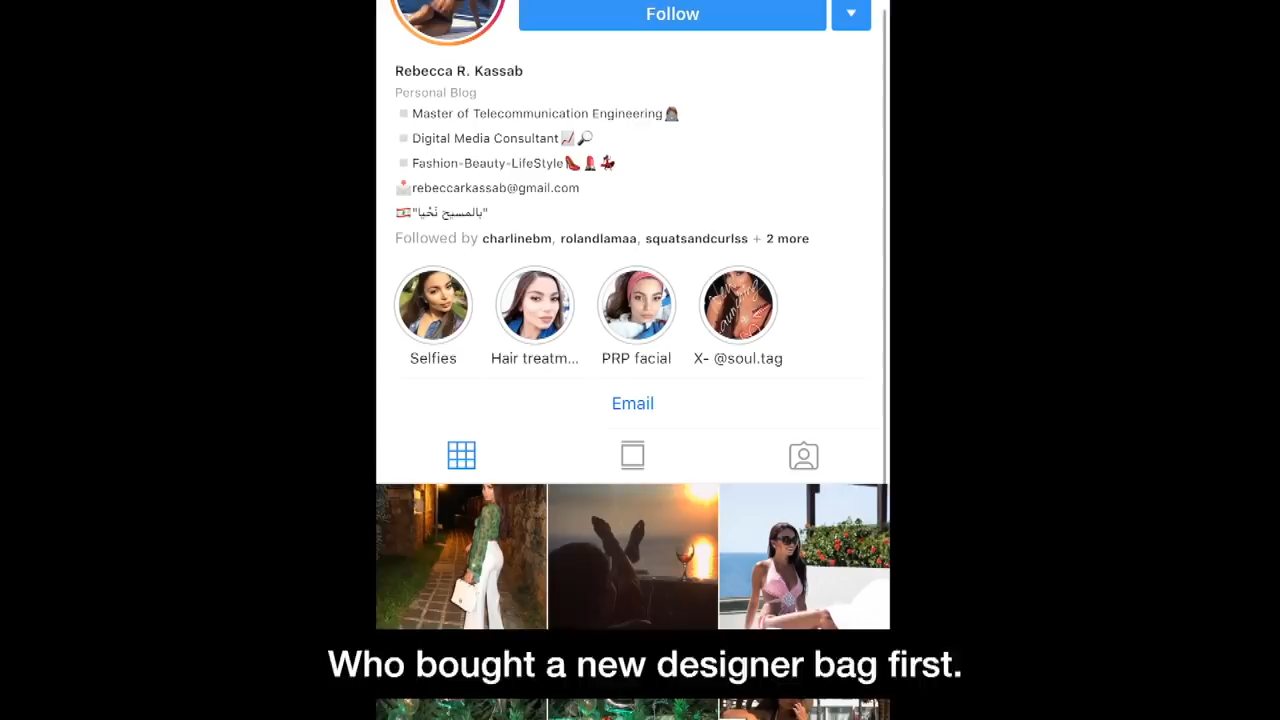 Follow
Rebecca R. Kassab
Personal Blog
Master of Telecommunication Engineering
Digital Media Consultant
Fashion-Beauty-LifeStyle
rebeccarkassab@gmail.com
"بالمسيح نَحْيا"
Followed by charlinebm, rolandlamaa, squatsandcurlss + 2 more
Selfies
Hair treatm...
PRP facial
X- @soul.tag
Email
Who bought a new designer bag first.